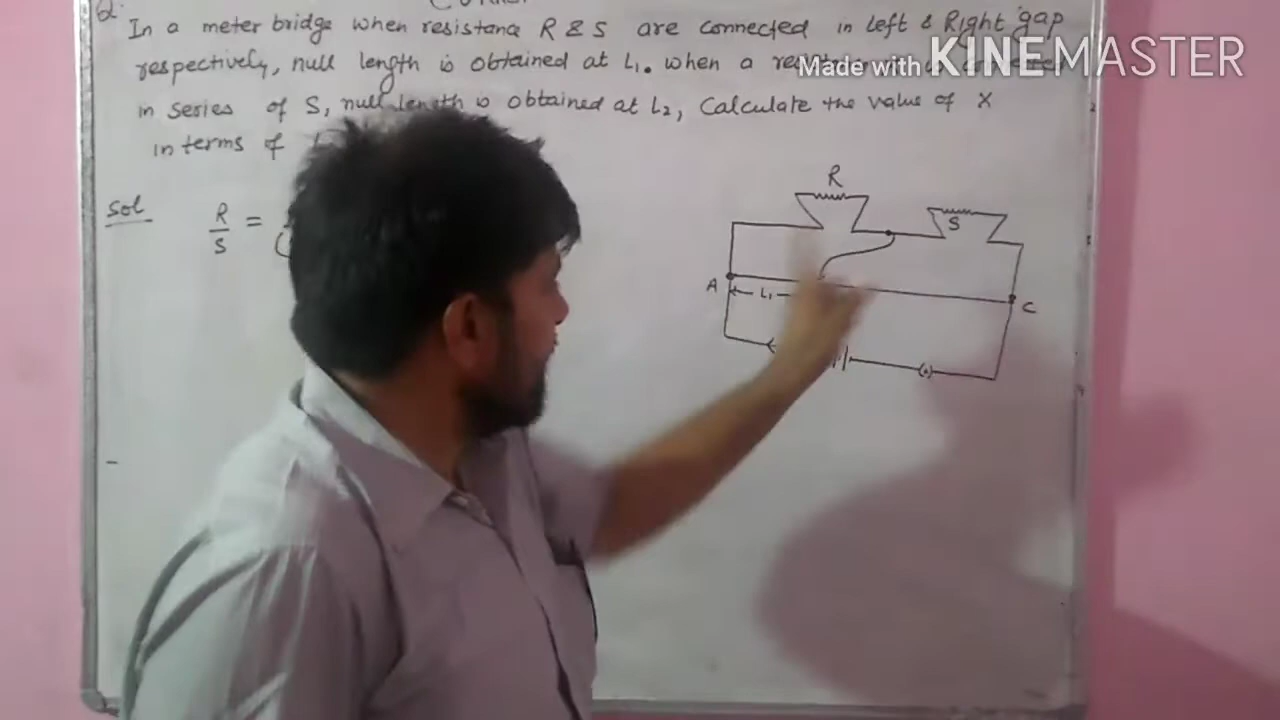 Q.
In a meter bridge when resistanc R & S are connected in left & Right gap
respectively, null length is obtained at L1. when a
Made with KINEMASTER
in series of S, null length is obtained at L2, Calculate the value of X
in terms of
Sol
R/S =
R
S
A
L1
C